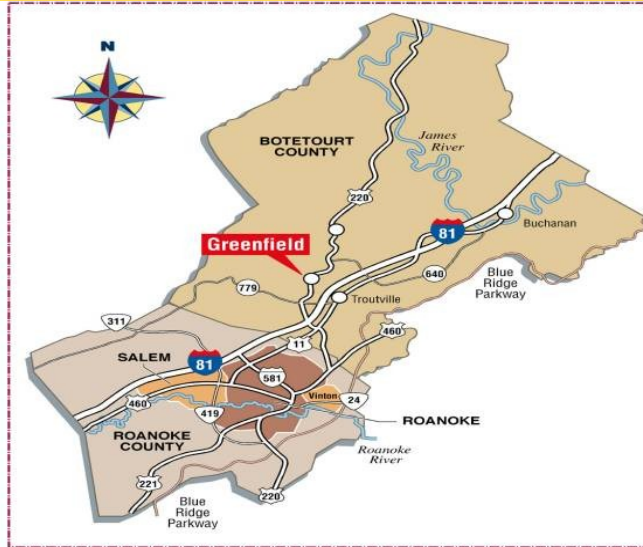 N
BOTETOURT
COUNTY
James
River
220
81
Buchanan
Greenfield
779
640
Blue
Ridge
Parkway
Troutville
311
460
11
SALEM
81
581
460
Vinton
24
419
ROANOKE
ROANOKE
COUNTY
Roanoke
River
221
220
Blue
Ridge
Parkway